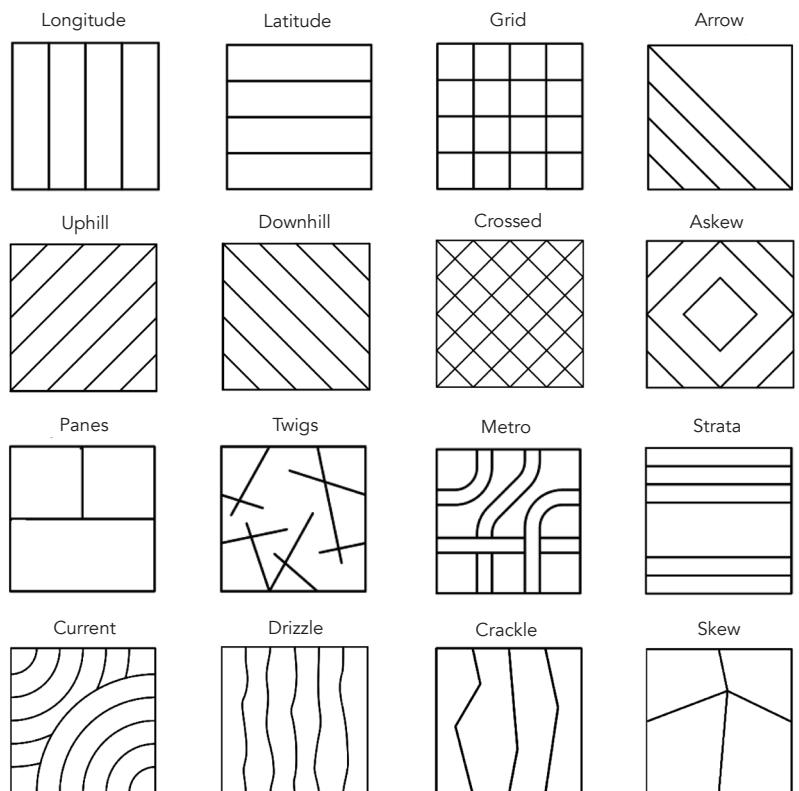 Longitude
Latitude
Grid
Arrow
Uphill
Downhill
Crossed
Askew
Panes
Twigs
Metro
Strata
Current
Drizzle
Crackle
Skew